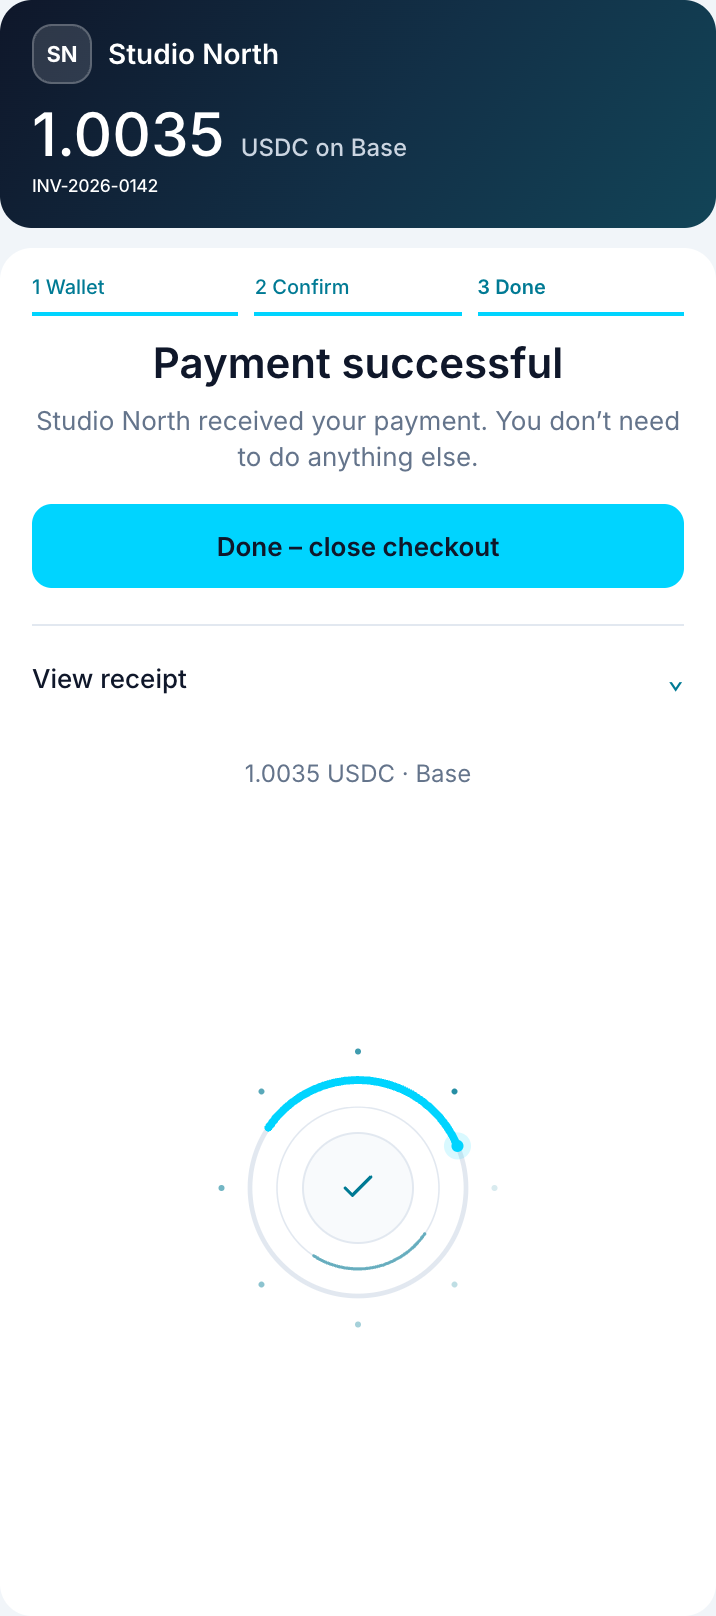 SN
Studio North
1.0035 USDC on Base
INV-2026-0142
1 Wallet
2 Confirm
3 Done
Payment successful
Studio North received your payment. You don’t need
to do anything else.
Done – close checkout
View receipt
1.0035 USDC · Base